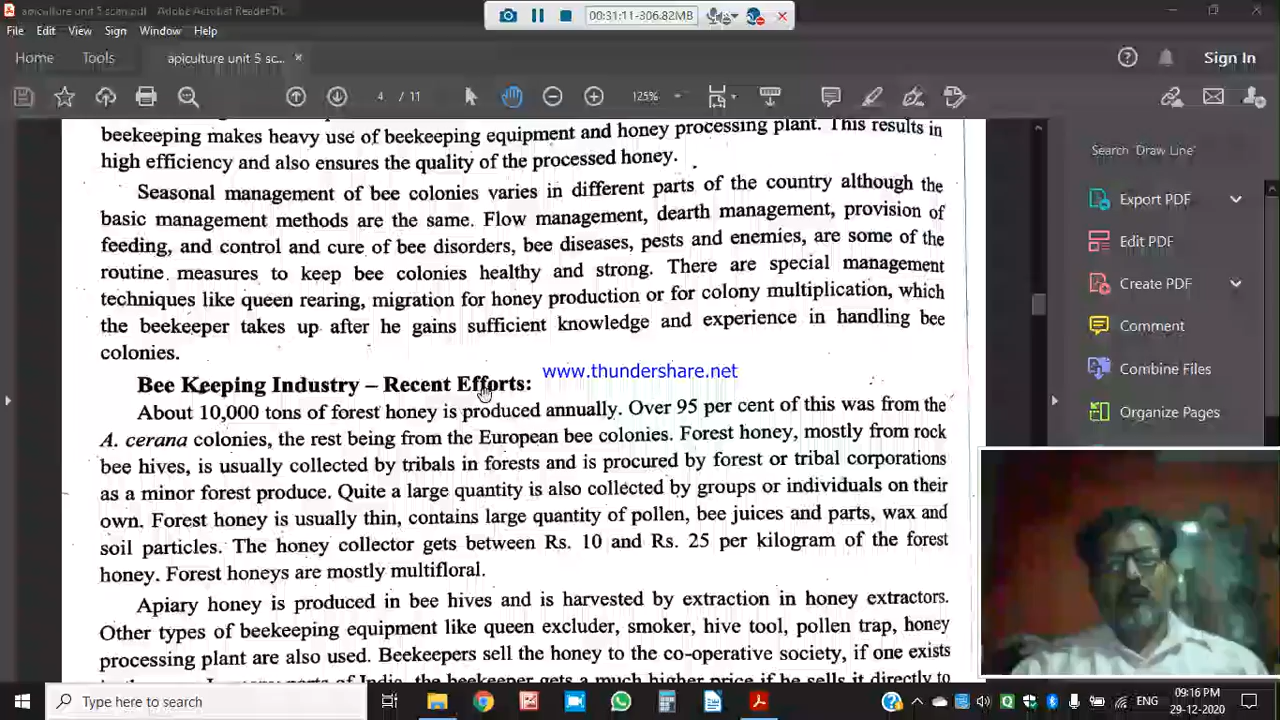 apiculture unit 5 scan.pdf - Adobe Acrobat Reader DC
00:31:11-306.82MB
File Edit View Sign Window Help
Home Tools apiculture unit 5 sc... × Sign In
4 / 11 125%
beekeeping makes heavy use of beekeeping equipment and honey processing plant. This results in
high efficiency and also ensures the quality of the processed honey.
Seasonal management of bee colonies varies in different parts of the country although the
basic management methods are the same. Flow management, dearth management, provision of
feeding, and control and cure of bee disorders, bee diseases, pests and enemies, are some of the
routine measures to keep bee colonies healthy and strong. There are special management
techniques like queen rearing, migration for honey production or for colony multiplication, which
the beekeeper takes up after he gains sufficient knowledge and experience in handling bee
colonies.
Bee Keeping Industry – Recent Efforts:
www.thundershare.net
About 10,000 tons of forest honey is produced annually. Over 95 per cent of this was from the
A. cerana colonies, the rest being from the European bee colonies. Forest honey, mostly from rock
bee hives, is usually collected by tribals in forests and is procured by forest or tribal corporations
as a minor forest produce. Quite a large quantity is also collected by groups or individuals on their
own. Forest honey is usually thin, contains large quantity of pollen, bee juices and parts, wax and
soil particles. The honey collector gets between Rs. 10 and Rs. 25 per kilogram of the forest
honey. Forest honeys are mostly multifloral.
Apiary honey is produced in bee hives and is harvested by extraction in honey extractors.
Other types of beekeeping equipment like queen excluder, smoker, hive tool, pollen trap, honey
processing plant are also used. Beekeepers sell the honey to the co-operative society, if one exists
of India, the beekeeper gets a much higher price if he sells it directly to
Search 'Draw Line'
Export PDF
Edit PDF
Create PDF
Comment
Combine Files
Organize Pages
Type here to search
ENG
09:16 PM
29-12-2020